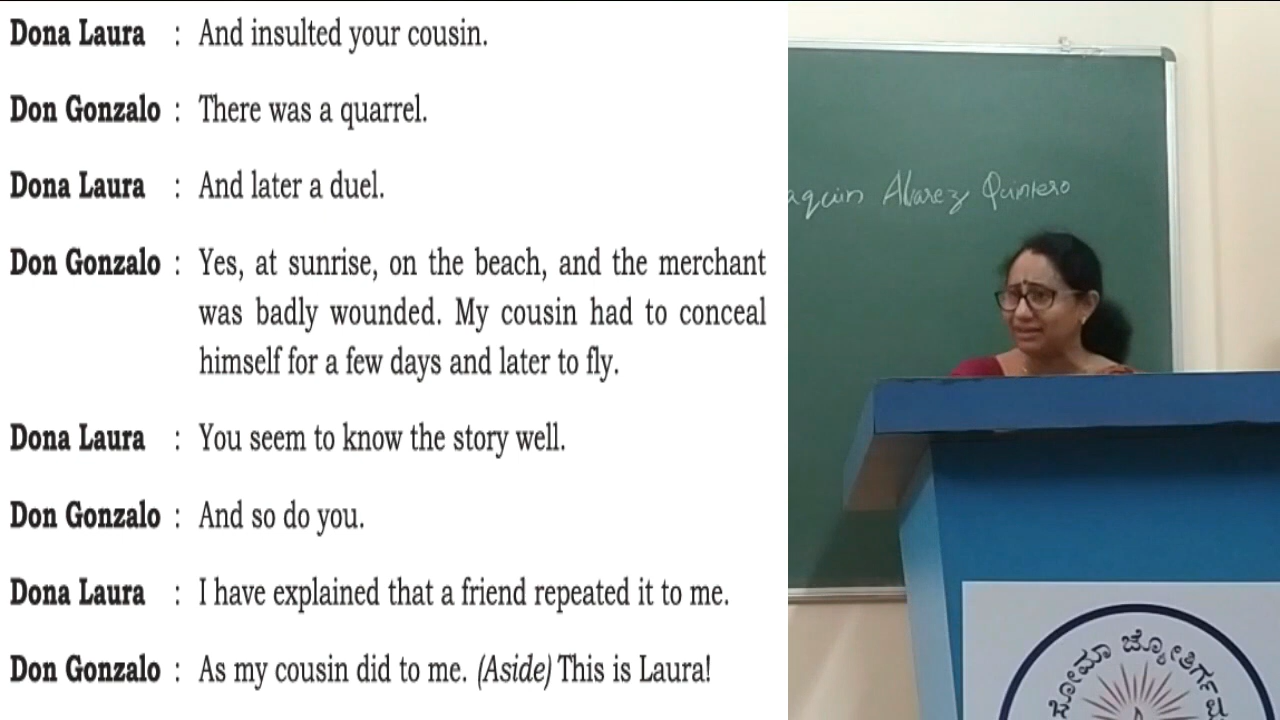 Dona Laura : And insulted your cousin.
Don Gonzalo : There was a quarrel.
Dona Laura : And later a duel.
Don Gonzalo : Yes, at sunrise, on the beach, and the merchant
was badly wounded. My cousin had to conceal
himself for a few days and later to fly.
Dona Laura : You seem to know the story well.
Don Gonzalo : And so do you.
Dona Laura : I have explained that a friend repeated it to me.
Don Gonzalo : As my cousin did to me. (Aside) This is Laura!
aquin Alvarez Quintero
ಜ್ಯೋತಿರ್ಗಮ